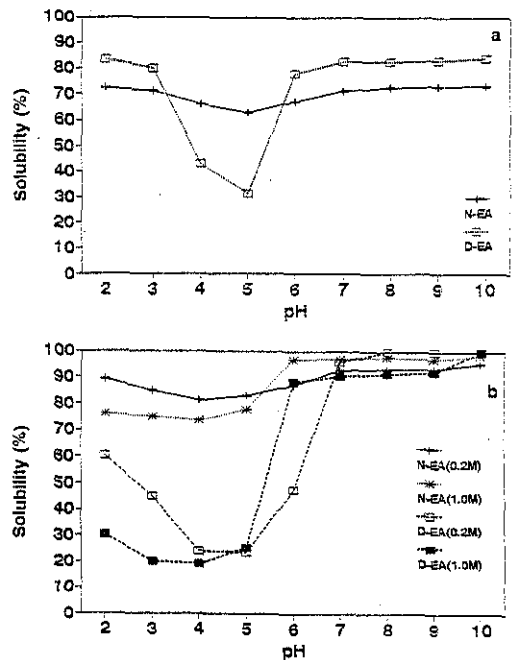 a
Solubility (%)
100
90
80
70
60
50
40
30
20
10
0
N-EA
D-EA
2 3 4 5 6 7 8 9 10
pH
b
Solubility (%)
100
90
80
70
60
50
40
30
20
10
0
N-EA(0.2M)
N-EA(1.0M)
D-EA(0.2M)
D-EA(1.0M)
2 3 4 5 6 7 8 9 10
pH